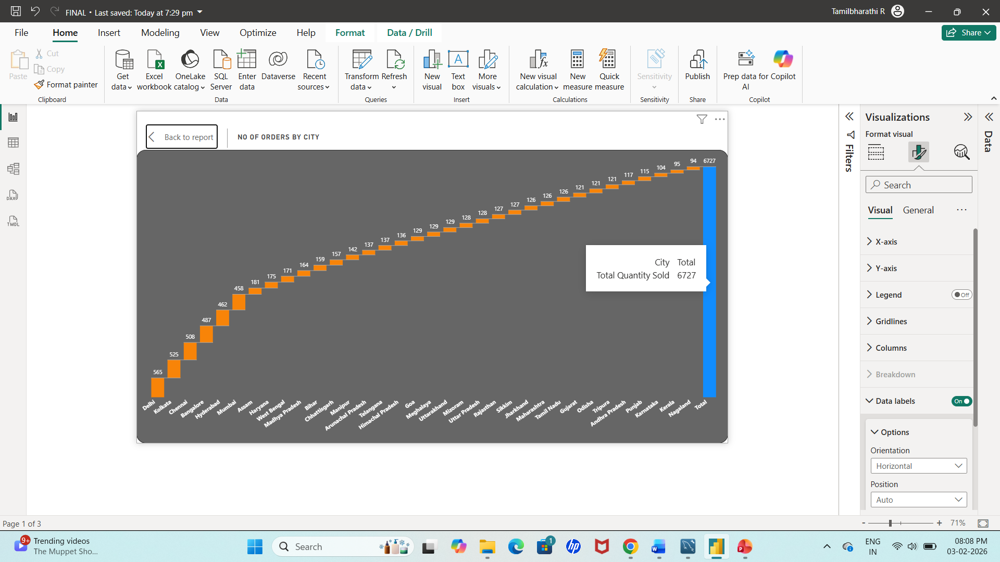 FINAL • Last saved: Today at 7:29 pm
Tamilbharathi R
File
Home
Insert
Modeling
View
Optimize
Help
Format
Data / Drill
Share
Paste
Cut
Copy
Format painter
Clipboard
Get data
Excel workbook
OneLake catalog
SQL Server
Enter data
Dataverse
Recent sources
Data
Transform data
Refresh
Queries
New visual
Text box
More visuals
Insert
New visual calculation
New measure
Quick measure
Calculations
Sensitivity
Sensitivity
Publish
Share
Prep data for AI
Copilot
Copilot
DAX
TMDL
Back to report
NO OF ORDERS BY CITY
565
525
508
487
462
458
181
175
171
164
159
157
142
137
137
136
129
129
129
128
128
127
127
126
126
126
121
121
121
117
115
104
95
94
6727
City Total
Total Quantity Sold 6727
Delhi
Kolkata
Chennai
Bangalore
Hyderabad
Mumbai
Assam
Haryana
West Bengal
Madhya Pradesh
Bihar
Chhattisgarh
Manipur
Arunachal Pradesh
Telangana
Himachal Pradesh
Goa
Meghalaya
Uttarakhand
Mizoram
Uttar Pradesh
Rajasthan
Sikkim
Jharkhand
Maharashtra
Tamil Nadu
Gujarat
Odisha
Tripura
Andhra Pradesh
Punjab
Karnataka
Kerala
Nagaland
Total
Filters
Visualizations
Format visual
Search
Visual
General
X-axis
Y-axis
Legend
Off
Gridlines
Columns
Breakdown
Data labels
On
Options
Orientation
Horizontal
Position
Auto
Data
Page 1 of 3
- + 71%
9+
Trending videos
The Muppet Sho...
Search
1
hp
W
P
ENG
IN
08:08 PM
03-02-2026